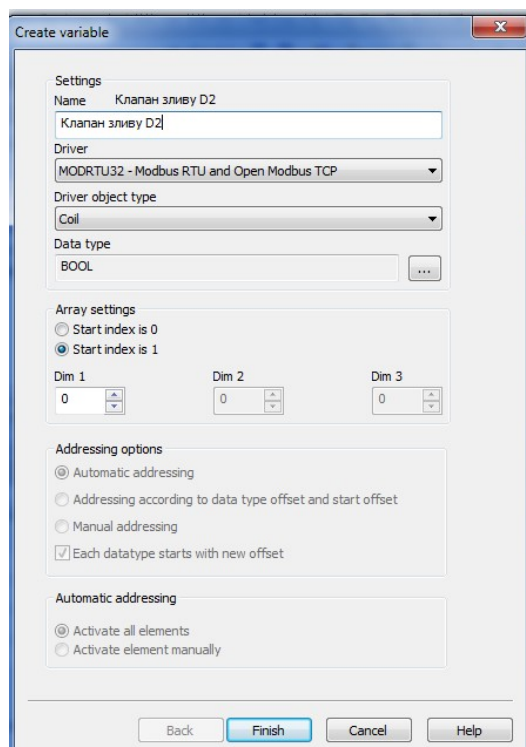 Create variable
Settings
Name Клапан зливу D2
Клапан зливу D2
Driver
MODRTU32 - Modbus RTU and Open Modbus TCP
Driver object type
Coil
Data type
BOOL ...
Array settings
Start index is 0
Start index is 1
Dim 1 Dim 2 Dim 3
0 0 0
Addressing options
Automatic addressing
Addressing according to data type offset and start offset
Manual addressing
Each datatype starts with new offset
Automatic addressing
Activate all elements
Activate element manually
Back Finish Cancel Help